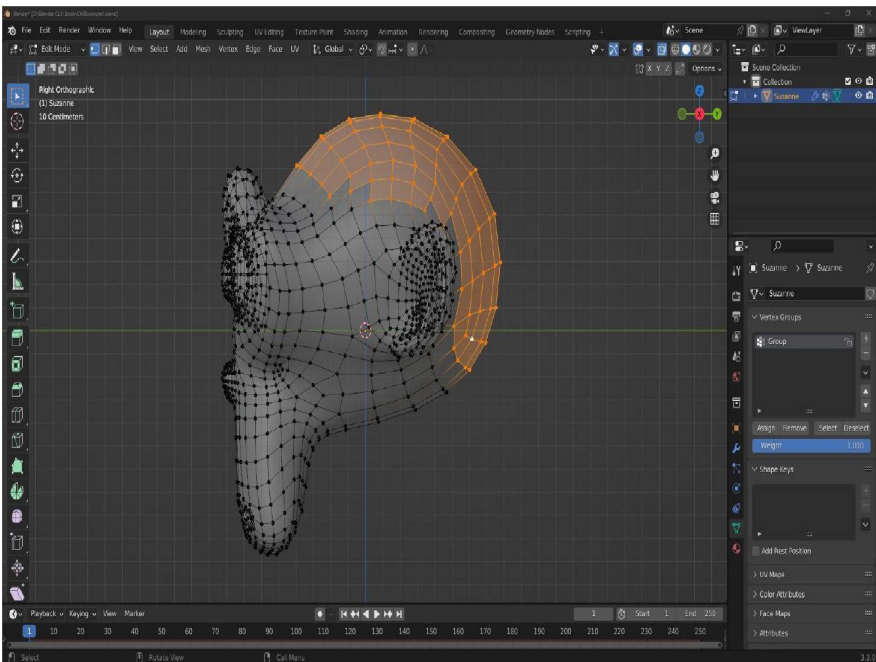 File Edit Render Window Help Layout Modeling Sculpting UV Editing Texture Paint Shading Animation Rendering Compositing Geometry Nodes Scripting + Scene ViewLayer
Edit Mode View Select Add Mesh Vertex Edge Face UV Global
X Y Z Options
Right Orthographic
(1) Suzanne
10 Centimeters
Z
X
Y
Scene Collection
Collection
Suzanne
Suzanne > Suzanne
Suzanne
Vertex Groups
Group
Assign Remove Select Deselect
Weight 1.000
Shape Keys
Add Rest Position
UV Maps
Color Attributes
Face Maps
Attributes
Playback Keying View Marker 1 Start 1 End 250
1 10 20 30 40 50 60 70 80 90 100 110 120 130 140 150 160 170 180 190 200 210 220 230 240 250
Select Rotate View Call Menu 3.3.0